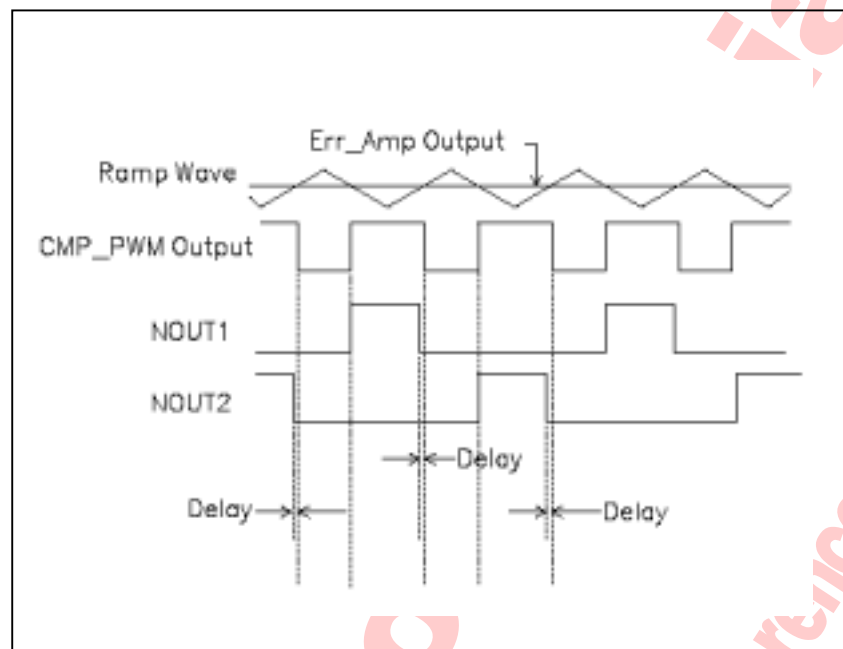 Err_Amp Output
Ramp Wave
CMP_PWM Output
NOUT1
NOUT2
Delay
Delay
Delay